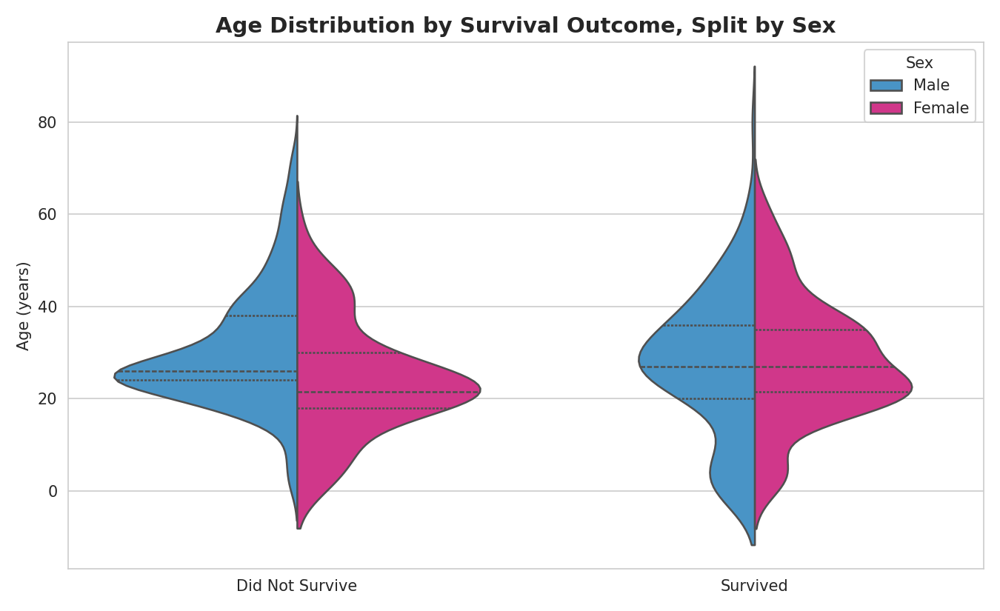 Age Distribution by Survival Outcome, Split by Sex
Sex
Male
Female
Age (years)
80
60
40
20
0
Did Not Survive
Survived